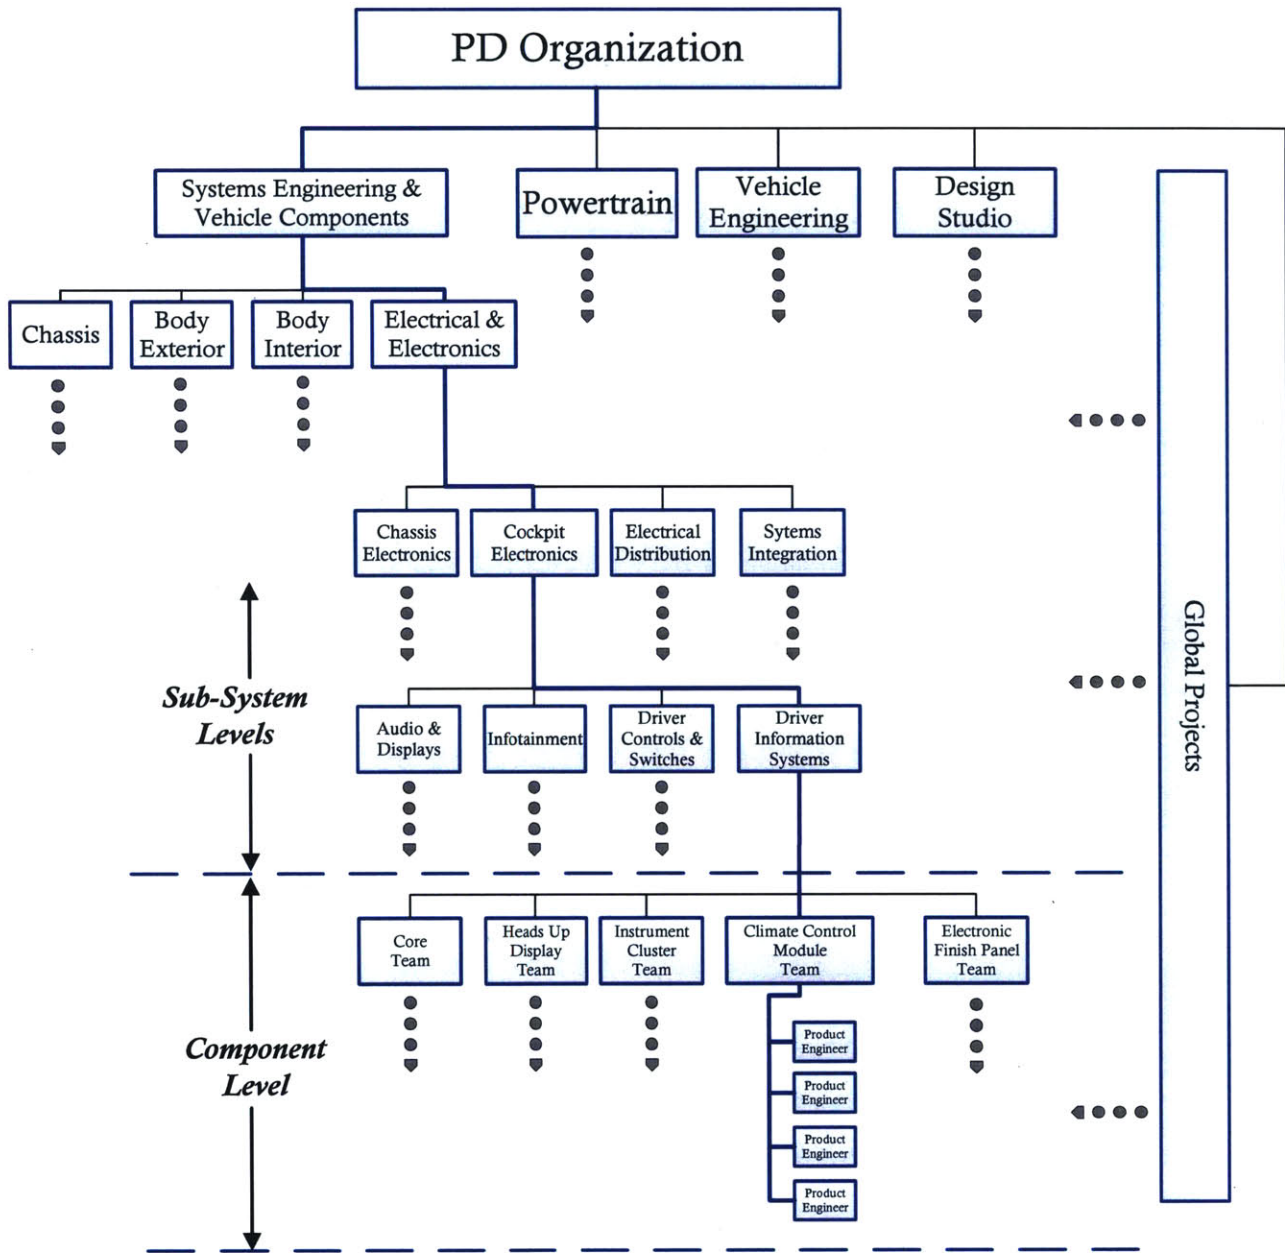 PD Organization
Systems Engineering &
Vehicle Components
Powertrain
Vehicle
Engineering
Design
Studio
Chassis
Body
Exterior
Body
Interior
Electrical &
Electronics
Chassis
Electronics
Cockpit
Electronics
Electrical
Distribution
Sytems
Integration
Global Projects
Sub-System
Levels
Audio &
Displays
Infotainment
Driver
Controls &
Switches
Driver
Information
Systems
Core
Team
Heads Up
Display
Team
Instrument
Cluster
Team
Climate Control
Module
Team
Electronic
Finish Panel
Team
Component
Level
Product
Engineer
Product
Engineer
Product
Engineer
Product
Engineer